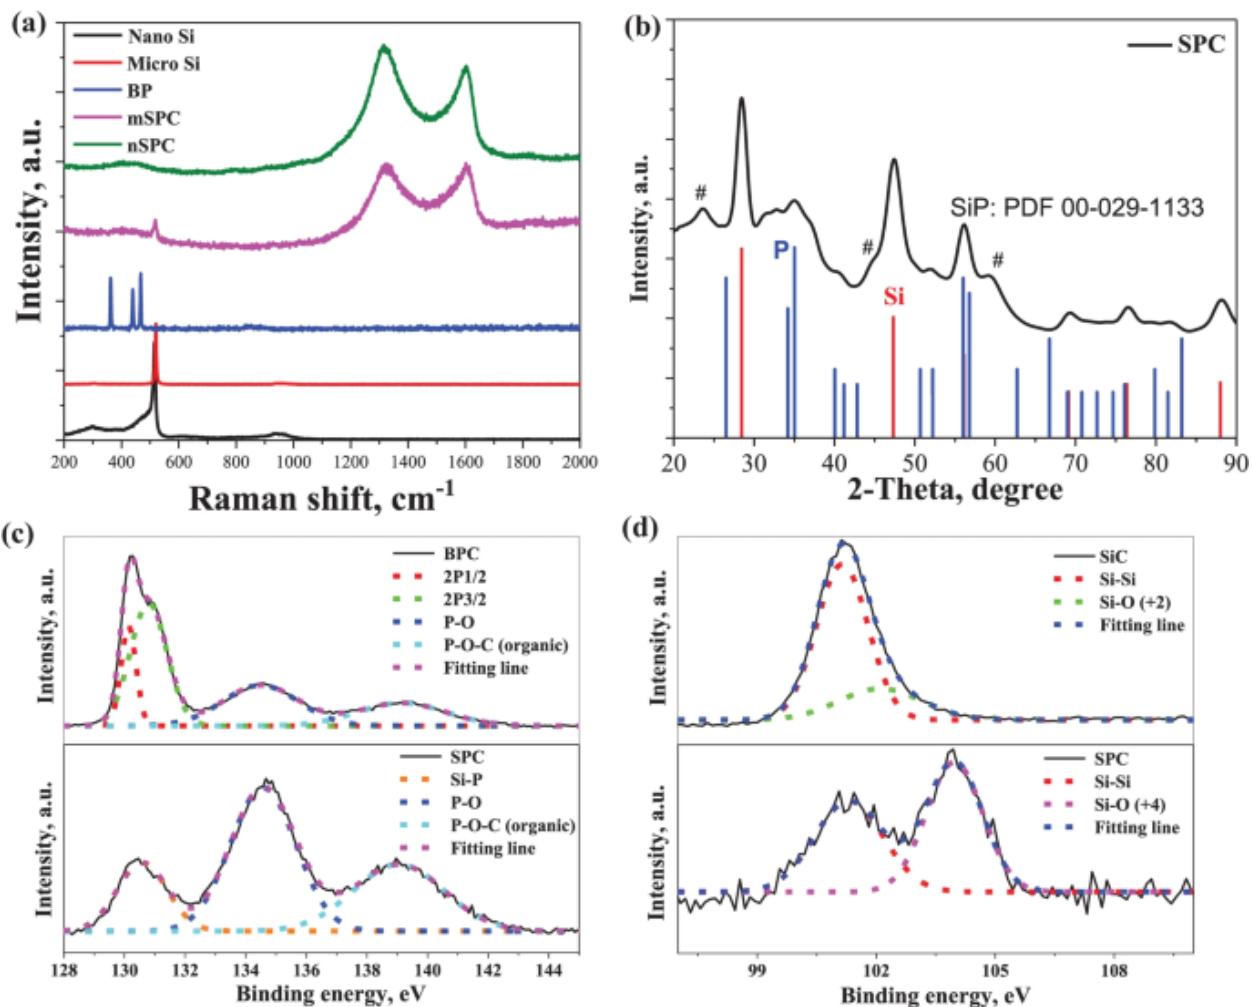 (a)
Nano Si
Micro Si
BP
mSPC
nSPC
Intensity, a.u.
200 400 600 800 1000 1200 1400 1600 1800 2000
Raman shift, cm-1
(b)
SPC
#
#
#
SiP: PDF 00-029-1133
P
Si
Intensity, a.u.
20 30 40 50 60 70 80 90
2-Theta, degree
(c)
BPC
2P1/2
2P3/2
P-O
P-O-C (organic)
Fitting line
Intensity, a.u.
SPC
Si-P
P-O
P-O-C (organic)
Fitting line
Intensity, a.u.
128 130 132 134 136 138 140 142 144
Binding energy, eV
(d)
SiC
Si-Si
Si-O (+2)
Fitting line
Intensity, a.u.
SPC
Si-Si
Si-O (+4)
Fitting line
Intensity, a.u.
99 102 105 108
Binding energy, eV